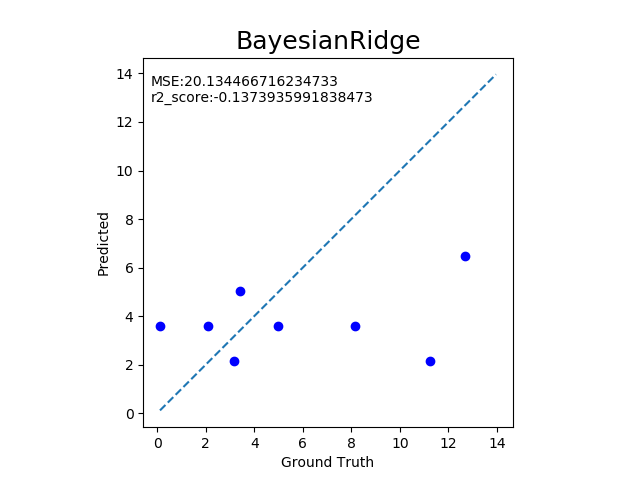 BayesianRidge
MSE:20.134466716234733
r2_score:-0.1373935991838473
14
12
10
8
6
4
2
0
Predicted
0 2 4 6 8 10 12 14
Ground Truth